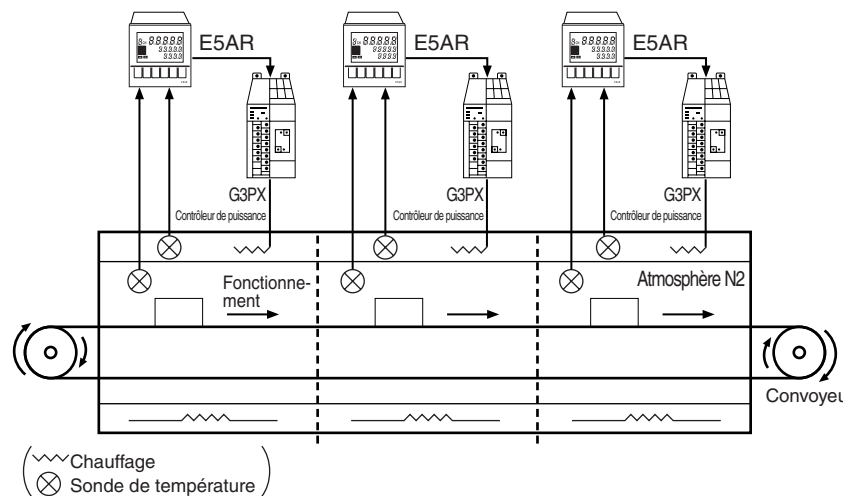 E5AR
E5AR
E5AR
G3PX
Contrôleur de puissance
G3PX
Contrôleur de puissance
G3PX
Contrôleur de puissance
Fonctionne-
ment
Atmosphère N2
Convoyeu
Chauffage
Sonde de température